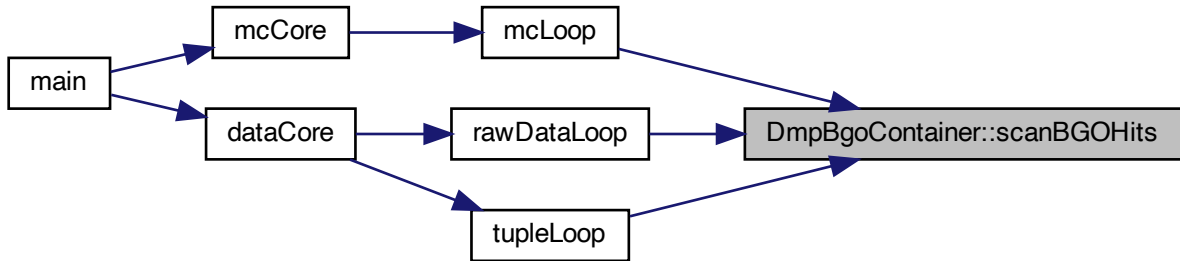 main
mcCore
mcLoop
dataCore
rawDataLoop
tupleLoop
DmpBgoContainer::scanBGOHits